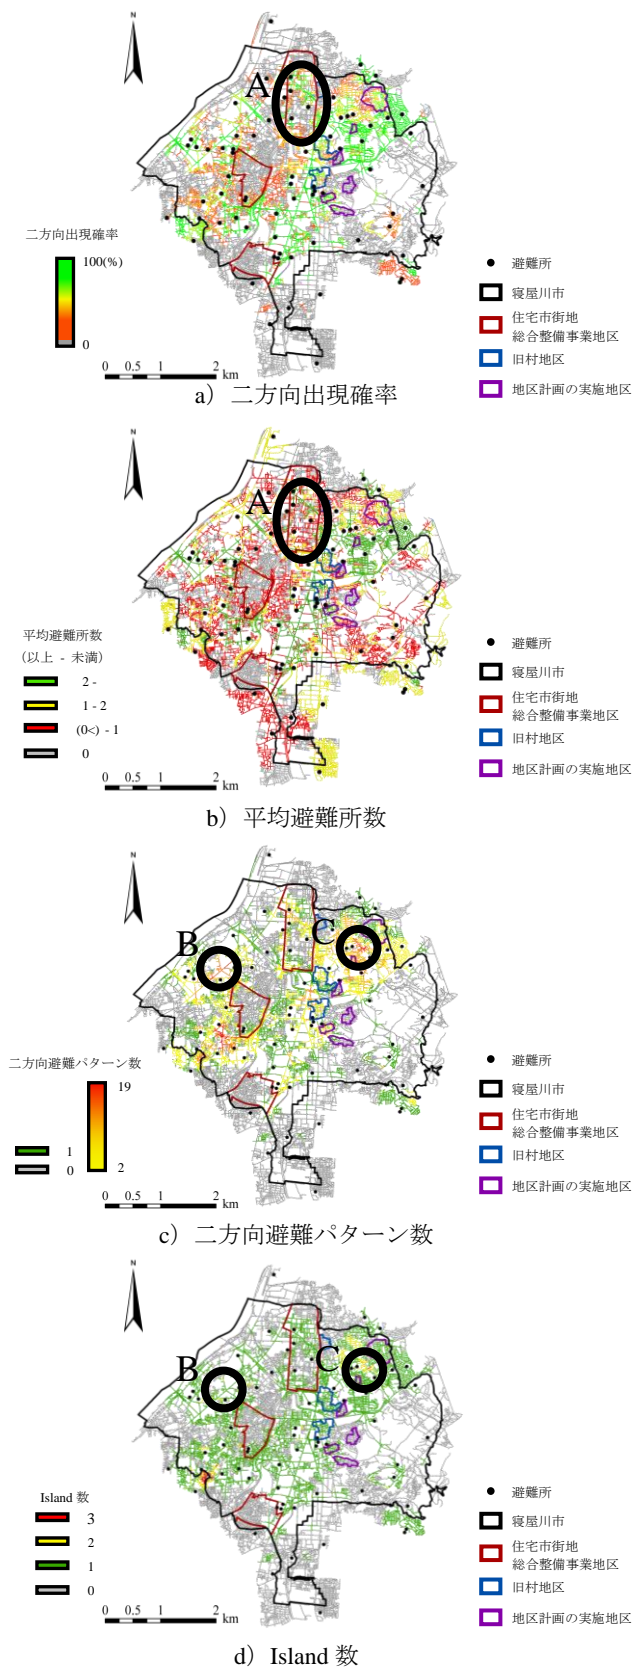 N
A
二方向出現確率
100(%)
0
0 0.5 1 2
km
避難所
寝屋川市
住宅市街地
総合整備事業地区
旧村地区
地区計画の実施地区
a）二方向出現確率
N
A
平均避難所数
（以上 - 未満）
2 -
1 - 2
(0<) - 1
0
0 0.5 1 2
km
避難所
寝屋川市
住宅市街地
総合整備事業地区
旧村地区
地区計画の実施地区
b）平均避難所数
N
B
C
二方向避難パターン数
19
2
1
0
0 0.5 1 2
km
避難所
寝屋川市
住宅市街地
総合整備事業地区
旧村地区
地区計画の実施地区
c）二方向避難パターン数
N
B
C
Island 数
3
2
1
0
0 0.5 1 2
km
避難所
寝屋川市
住宅市街地
総合整備事業地区
旧村地区
地区計画の実施地区
d）Island 数